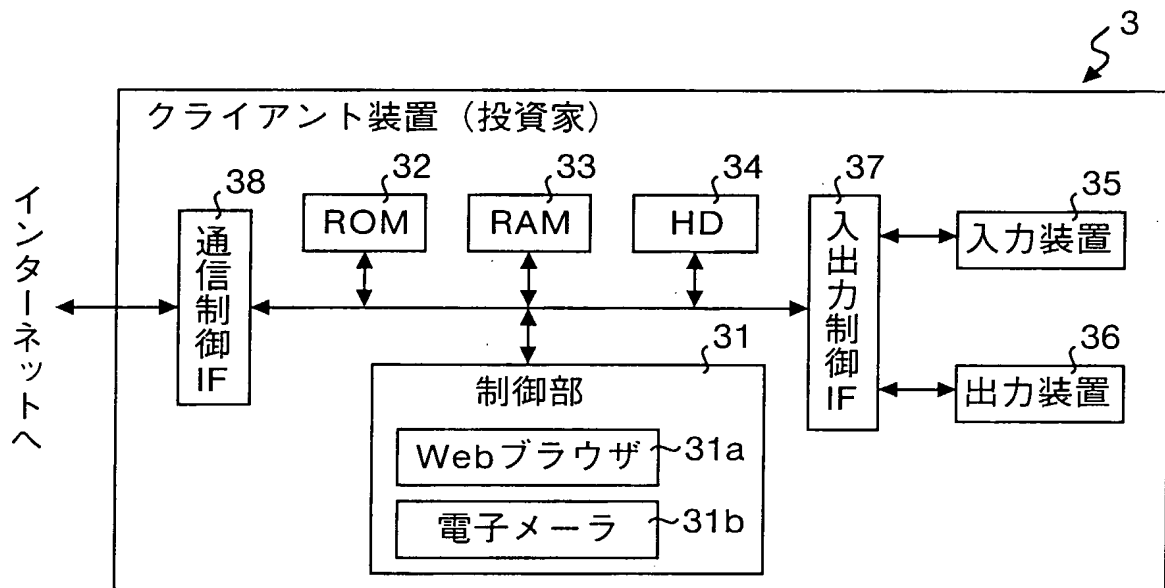 3
クライアント装置（投資家）
インターネットへ
38
通信制御IF
32
ROM
33
RAM
34
HD
37
入出力制御IF
35
入力装置
36
出力装置
31
制御部
Webブラウザ
31a
電子メーラ
31b